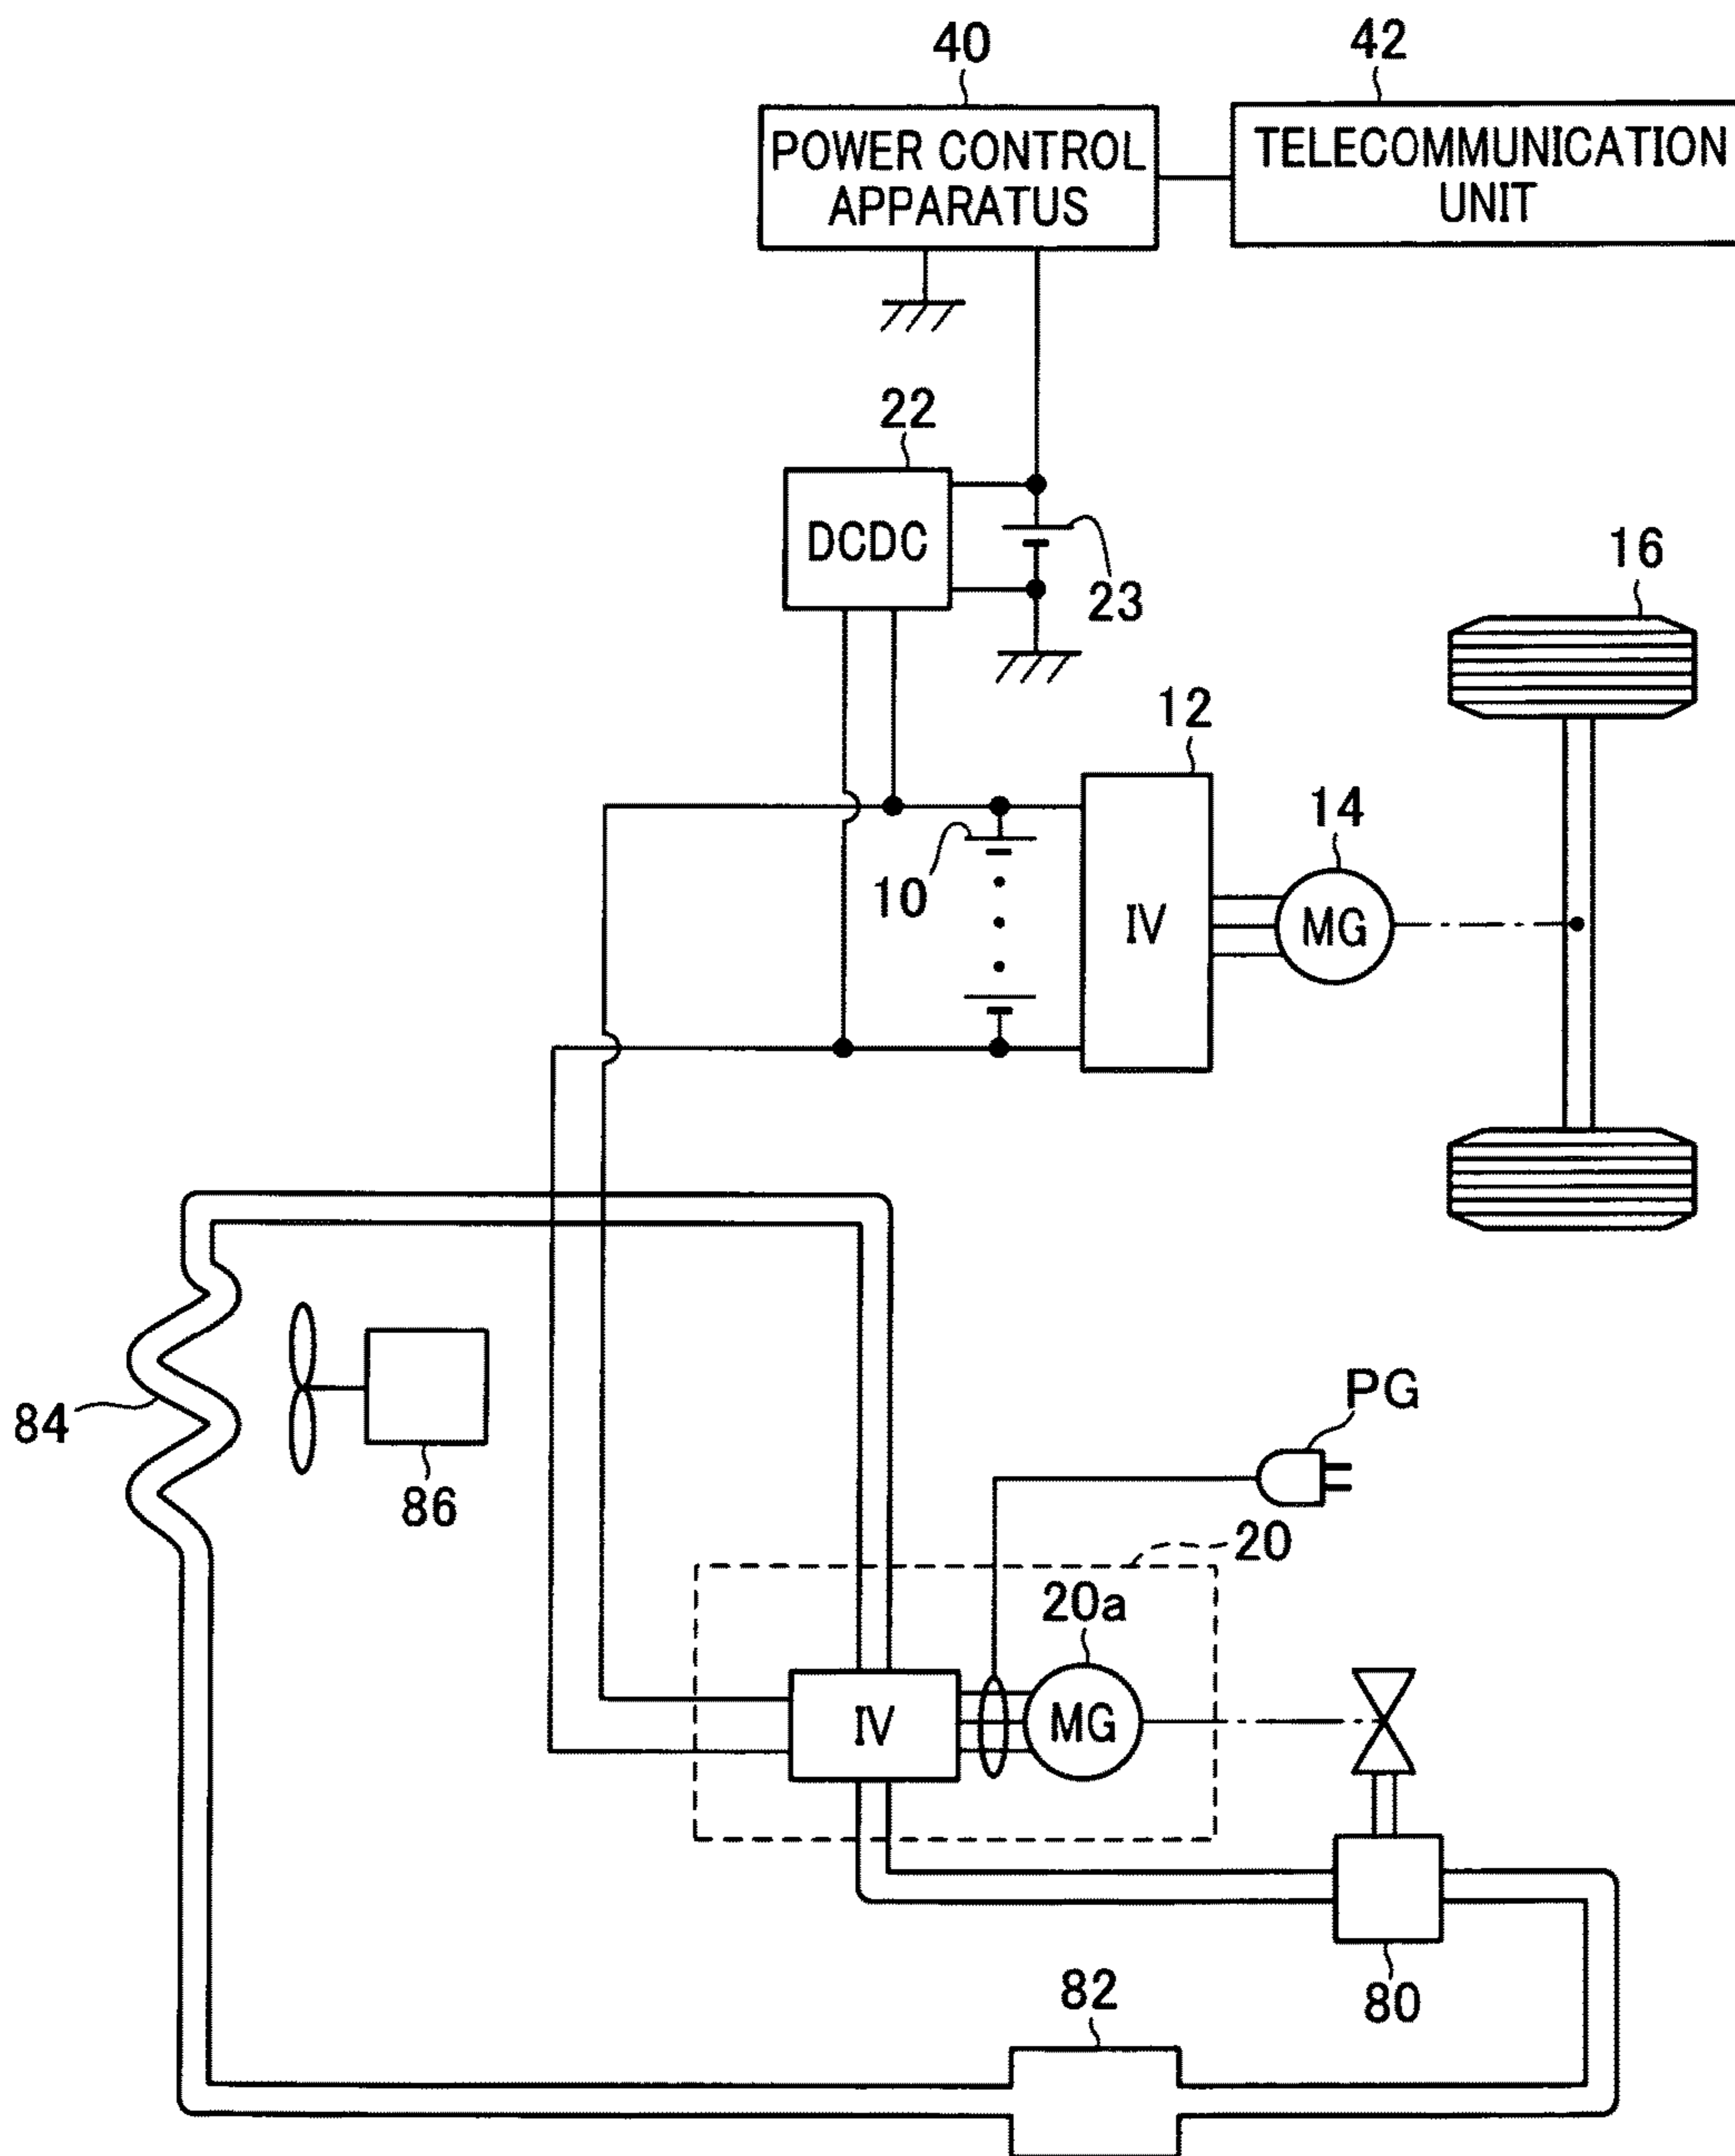 40
42
POWER CONTROL
APPARATUS
TELECOMMUNICATION
UNIT
22
DCDC
23
16
12
14
10
IV
MG
84
86
PG
20
20a
IV
MG
80
82